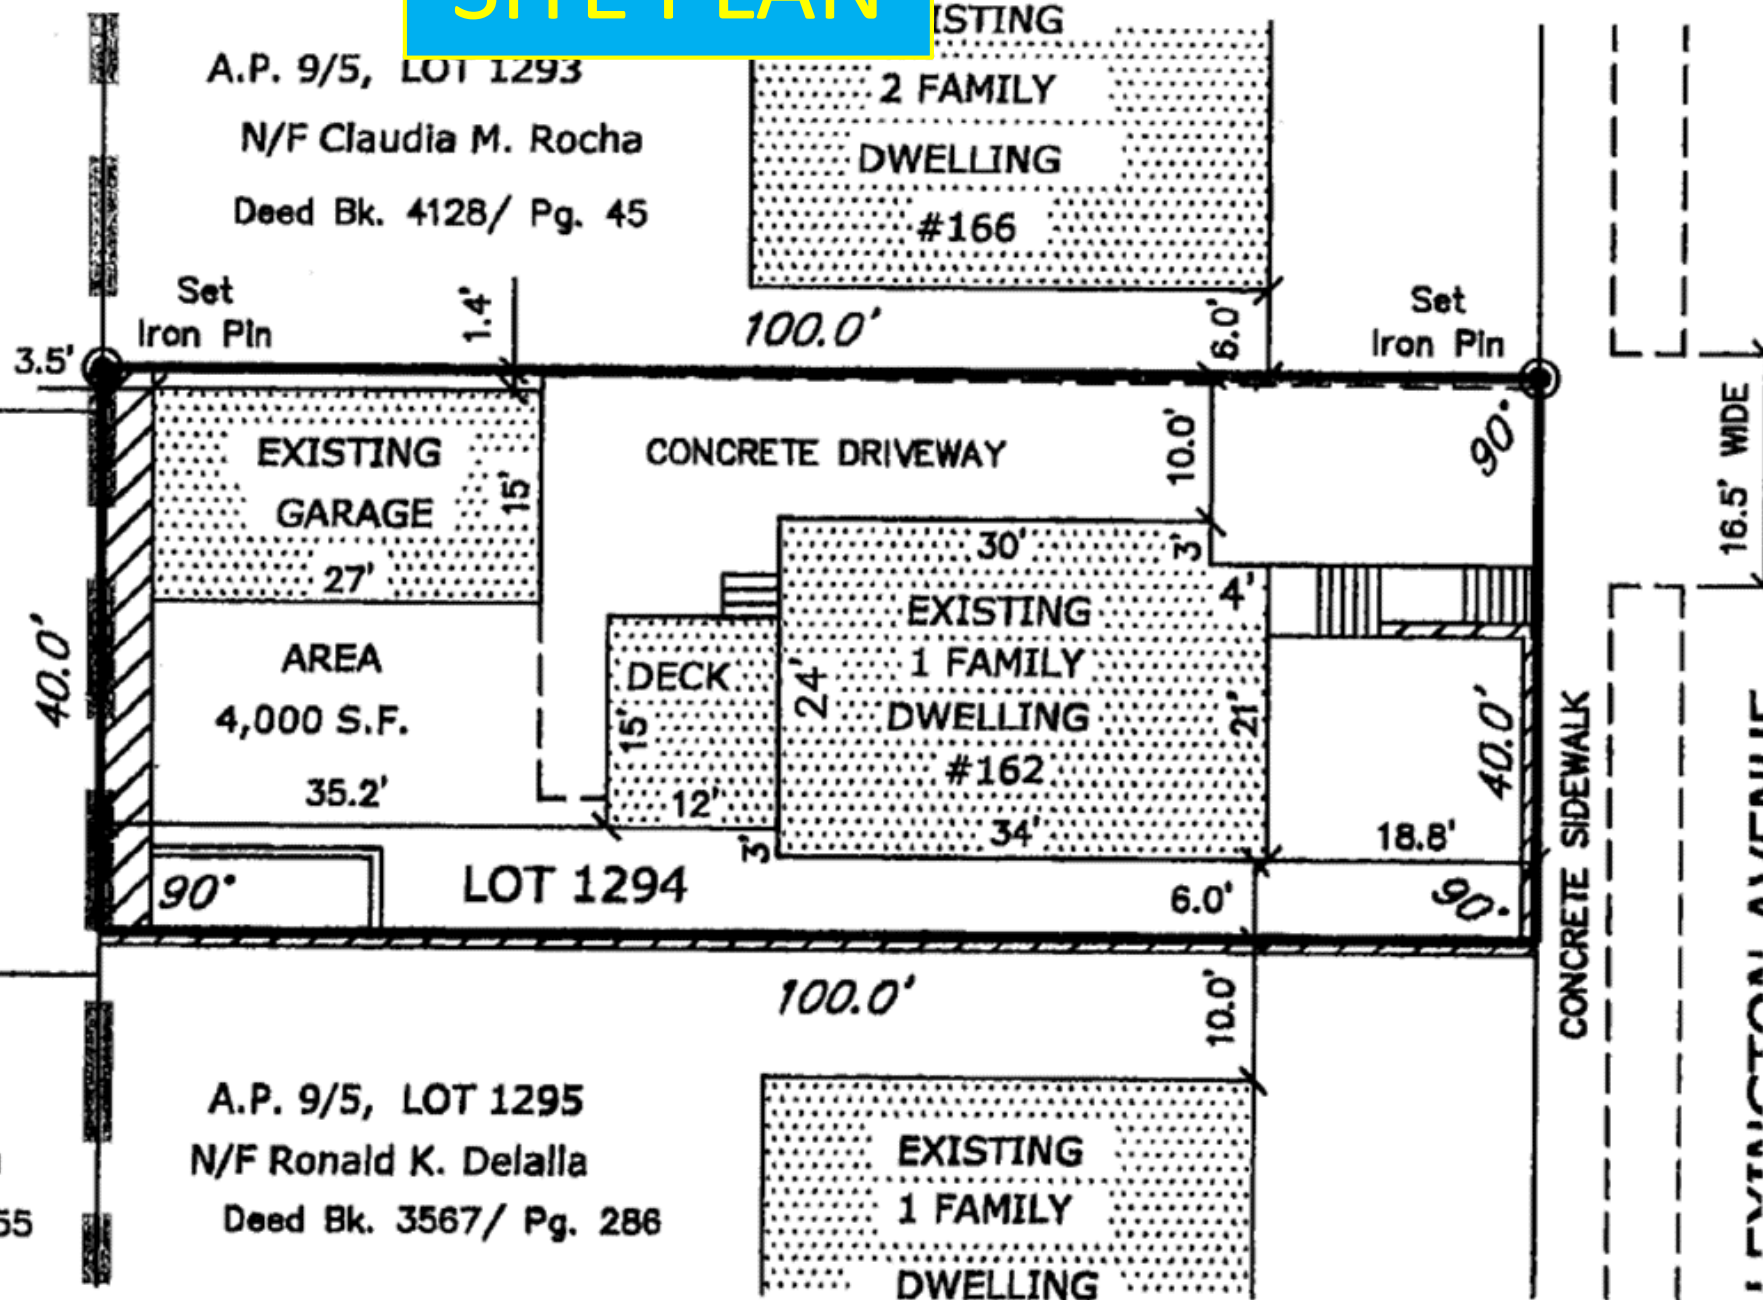 SITE PLAN
A.P. 9/5, LOT 1293
N/F Claudia M. Rocha
Deed Bk. 4128/ Pg. 45
2 FAMILY
DWELLING
#166
Set
Iron Pin
1.4'
100.0'
6.0'
Set
Iron Pin
3.5'
EXISTING
GARAGE
15'
27'
CONCRETE DRIVEWAY
10.0'
90°
16.5' WIDE
30'
3'
4'
EXISTING
1 FAMILY
DWELLING
#162
24'
21'
34'
DECK
15'
12'
3'
AREA
4,000 S.F.
35.2'
40.0'
40.0'
18.8'
CONCRETE SIDEWALK
90°
LOT 1294
6.0'
90°
100.0'
10.0'
A.P. 9/5, LOT 1295
N/F Ronald K. Delalla
Deed Bk. 3567/ Pg. 286
EXISTING
1 FAMILY
DWELLING
55